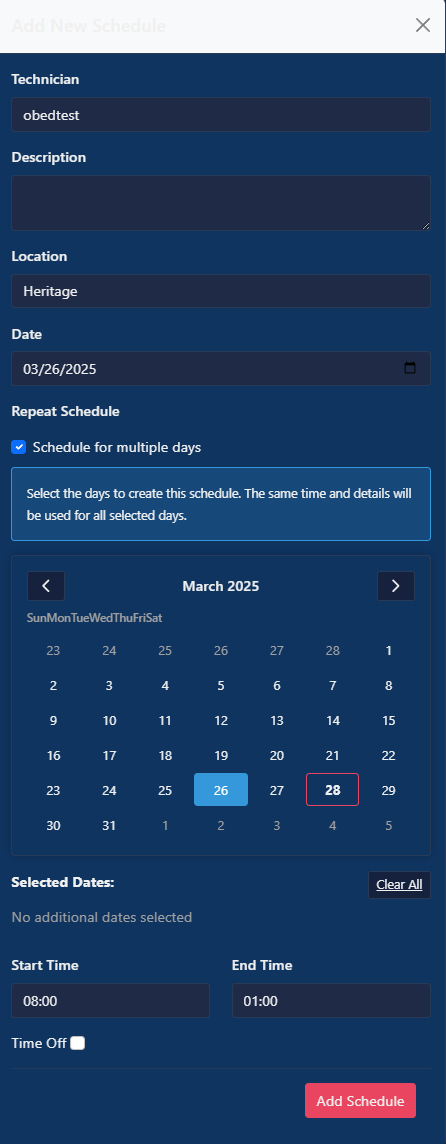 Add New Schedule
Technician
obedtest
Description
Location
Heritage
Date
03/26/2025
Repeat Schedule
Schedule for multiple days
Select the days to create this schedule. The same time and details will
be used for all selected days.
March 2025
SunMonTueWedThuFriSat
23 24 25 26 27 28 1
2 3 4 5 6 7 8
9 10 11 12 13 14 15
16 17 18 19 20 21 22
23 24 25 26 27 28 29
30 31 1 2 3 4 5
Selected Dates: Clear All
No additional dates selected
Start Time End Time
08:00 01:00
Time Off
Add Schedule